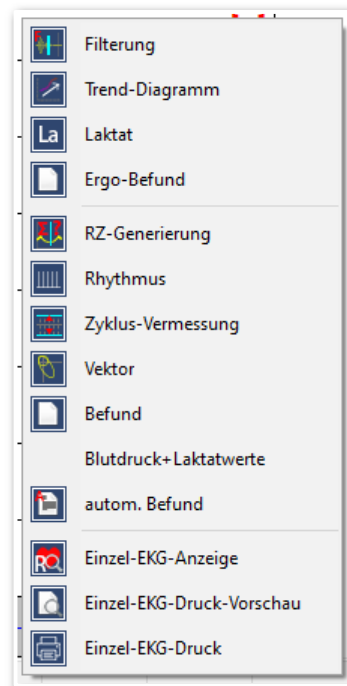 Filterung
Trend-Diagramm
La Laktat
Ergo-Befund
RZ-Generierung
Rhythmus
Zyklus-Vermessung
Vektor
Befund
Blutdruck+Laktatwerte
autom. Befund
Einzel-EKG-Anzeige
Einzel-EKG-Druck-Vorschau
Einzel-EKG-Druck